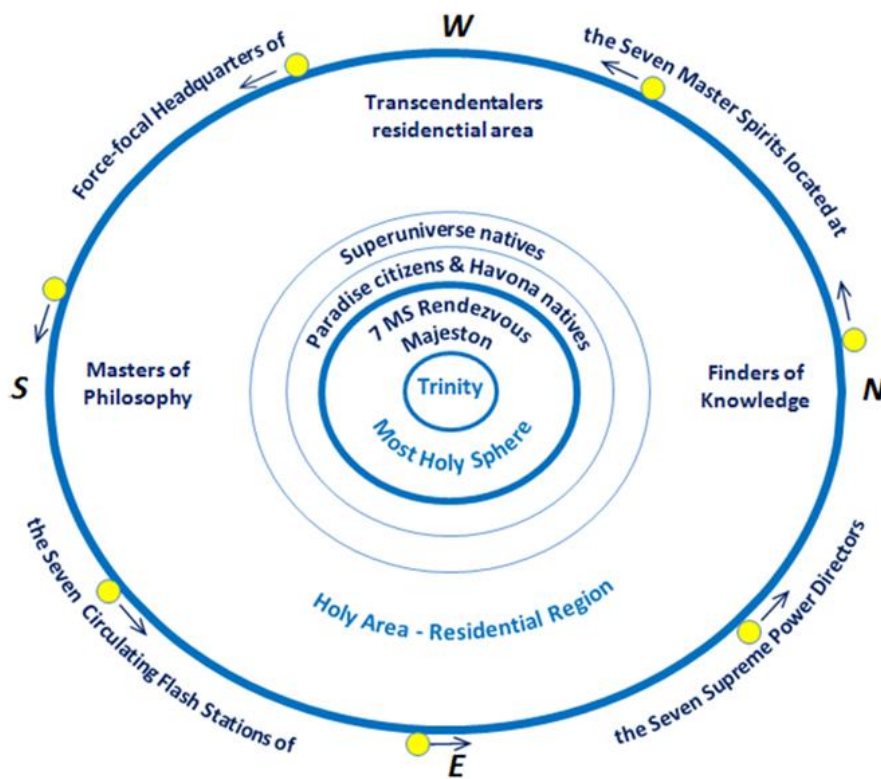 W
Force-focal Headquarters of
the Seven Master Spirits located at
Transcendentalers
residenctial area
Superuniverse natives
Paradise citizens & Havona natives
7 MS Rendezvous
Majeston
Trinity
Most Holy Sphere
S
Masters of
Philosophy
Finders of
Knowledge
N
Holy Area - Residential Region
the Seven Circulating Flash Stations of
the Seven Supreme Power Directors
E